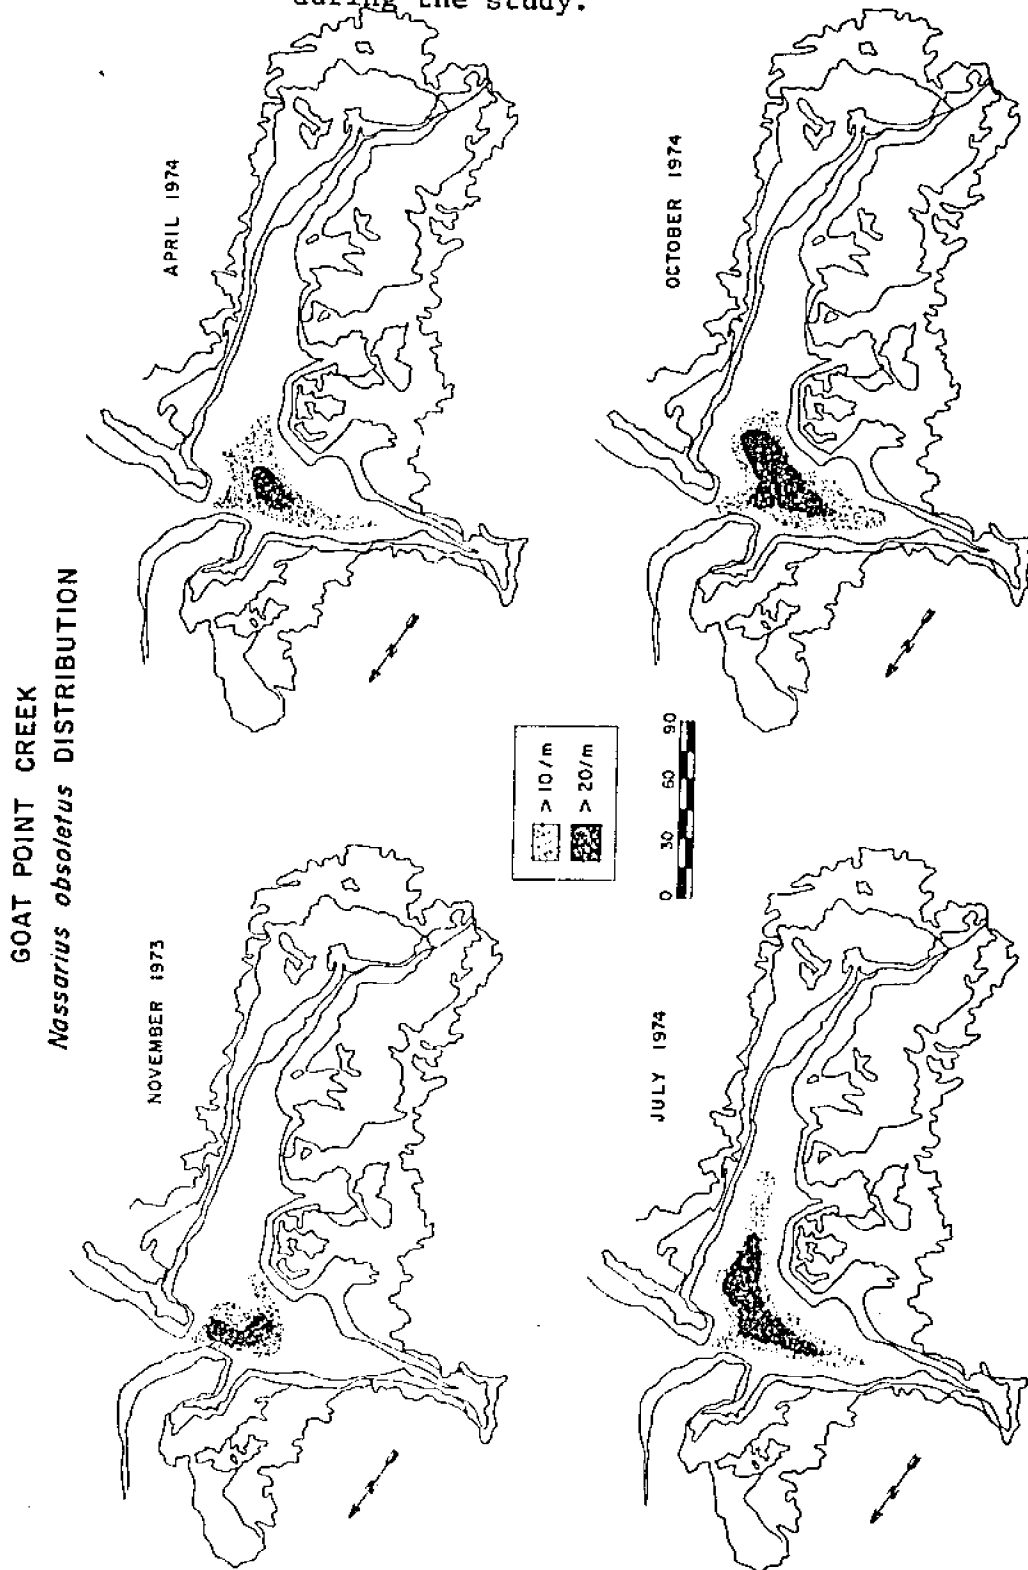 during the study.
GOAT POINT CREEK
Nassarius obsoletus DISTRIBUTION
NOVEMBER 1973
APRIL 1974
> 10/m
> 20/m
0 30 60 90
JULY 1974
OCTOBER 1974
N
N
N
N